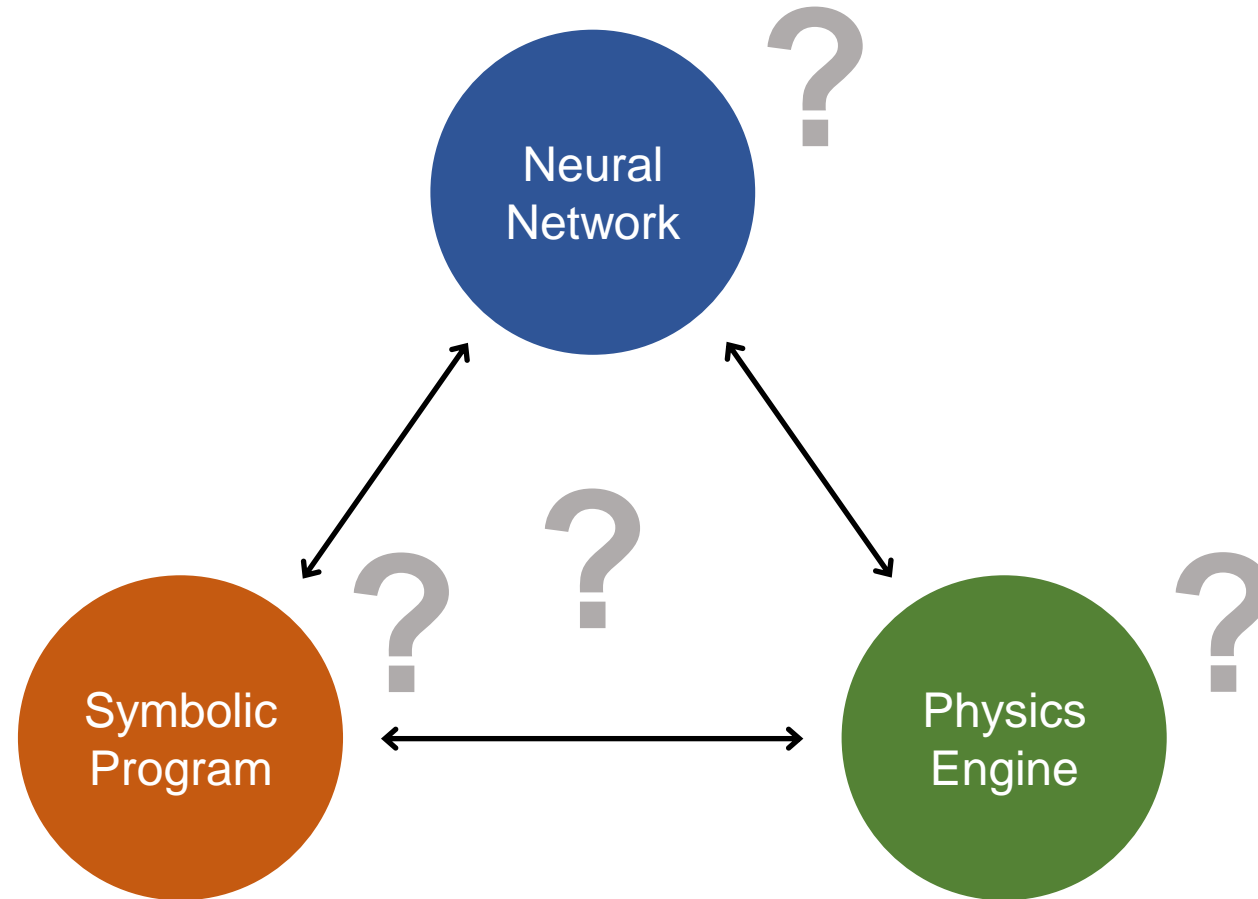 ?
Neural
Network
?
?
?
Symbolic
Program
Physics
Engine